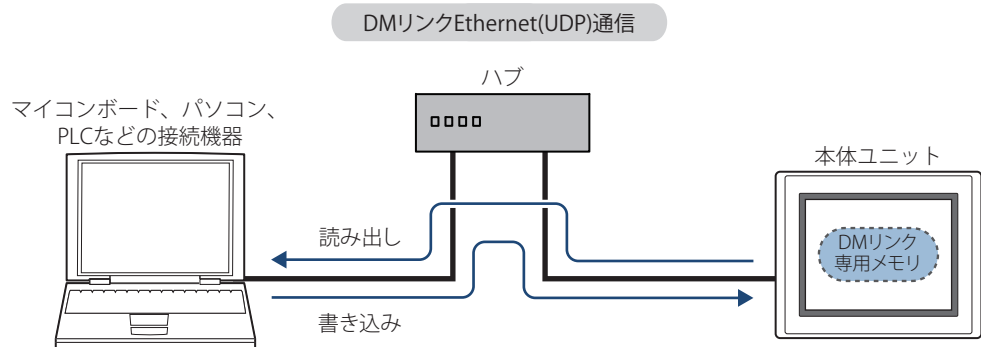 DMリンクEthernet(UDP)通信
ハブ
マイコンボード、パソコン、
PLCなどの接続機器
本体ユニット
読み出し
DMリンク
専用メモリ
書き込み